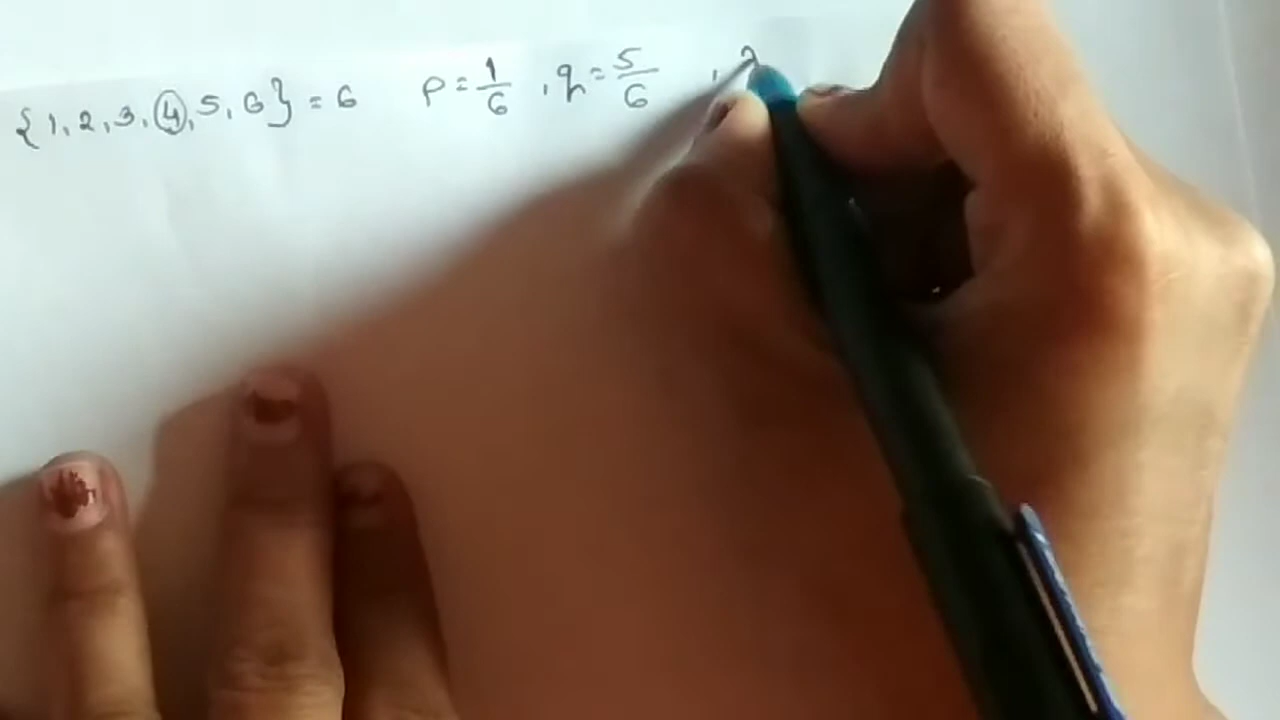 {1, 2, 3, 4, 5, 6} = 6 p = 1/6 , q = 5/6 ,